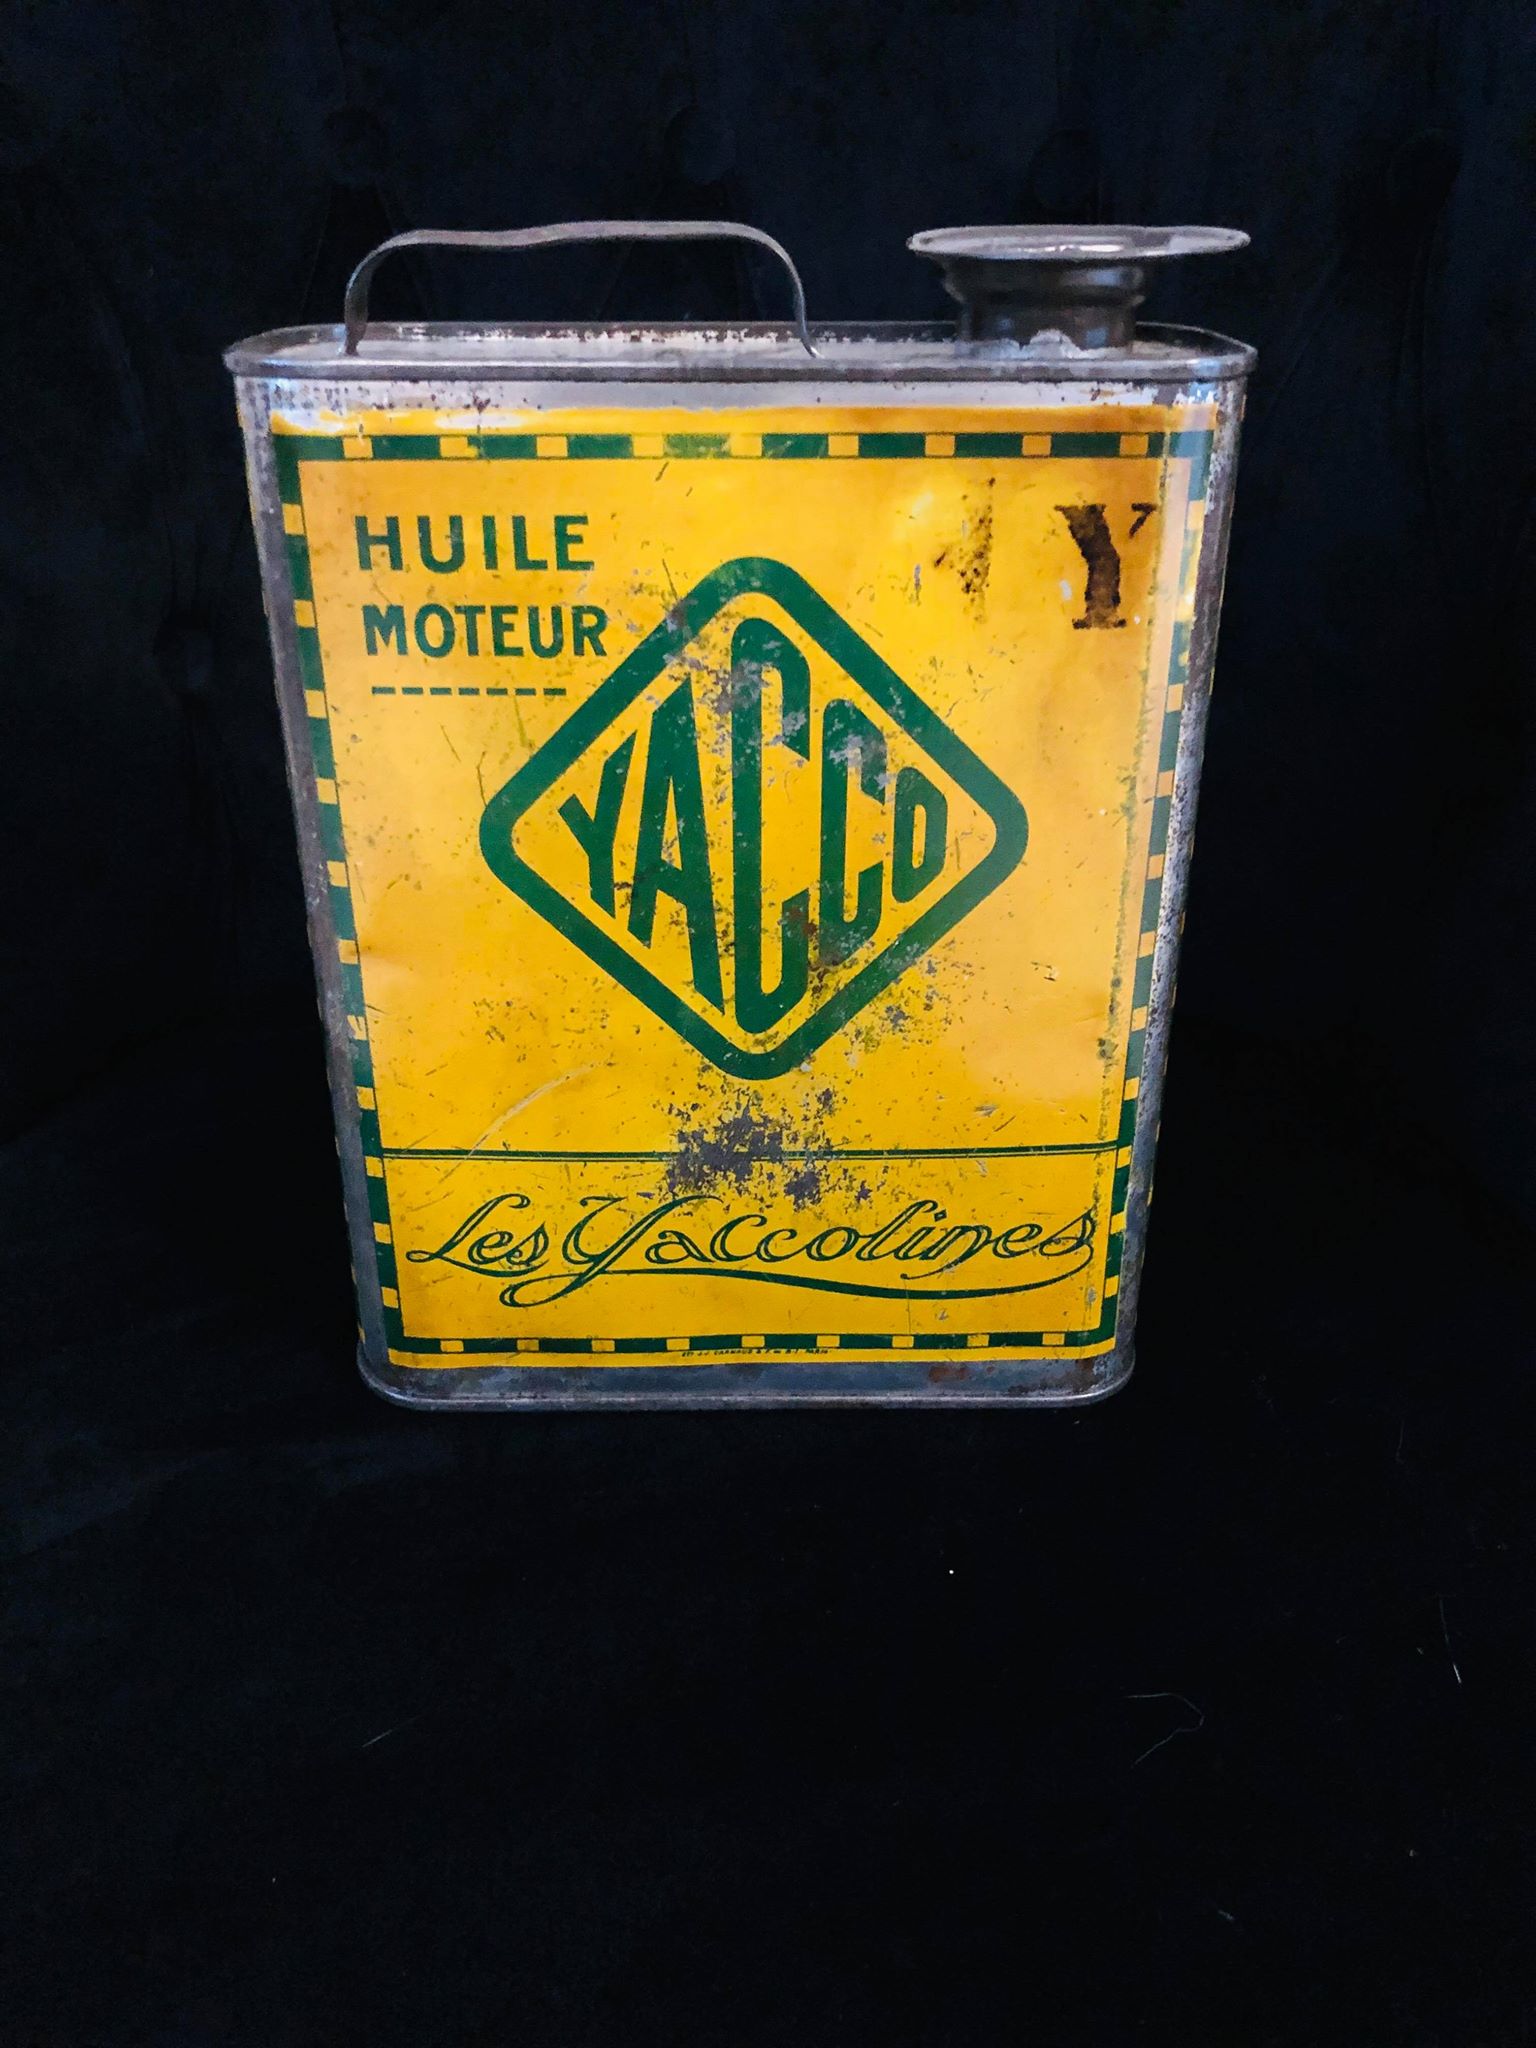 HUILE
MOTEUR
Y
YACCO
Les Yaccolines